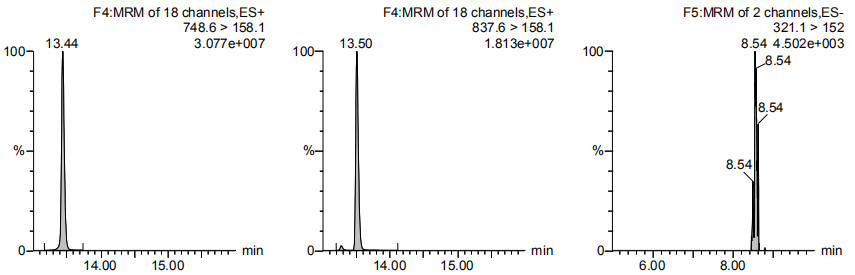 F4:MRM of 18 channels,ES+
748.6 > 158.1
3.077e+007
13.44
100
%
0
14.00 15.00 min
F4:MRM of 18 channels,ES+
837.6 > 158.1
1.813e+007
13.50
100
%
0
14.00 15.00 min
F5:MRM of 2 channels,ES-
321.1 > 152
8.54 4.502e+003
100
8.54
8.54
%
8.54
0
6.00 8.00 min